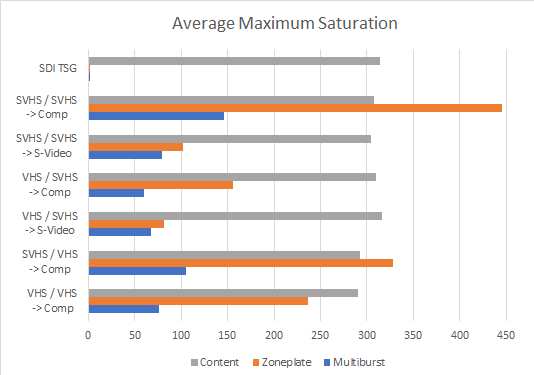 Average Maximum Saturation
SDI TSG
SVHS / SVHS
-> Comp
SVHS / SVHS
-> S-Video
VHS / SVHS
-> Comp
VHS / SVHS
-> S-Video
SVHS / VHS
-> Comp
VHS / VHS
-> Comp
0 50 100 150 200 250 300 350 400 450
Content Zoneplate Multiburst